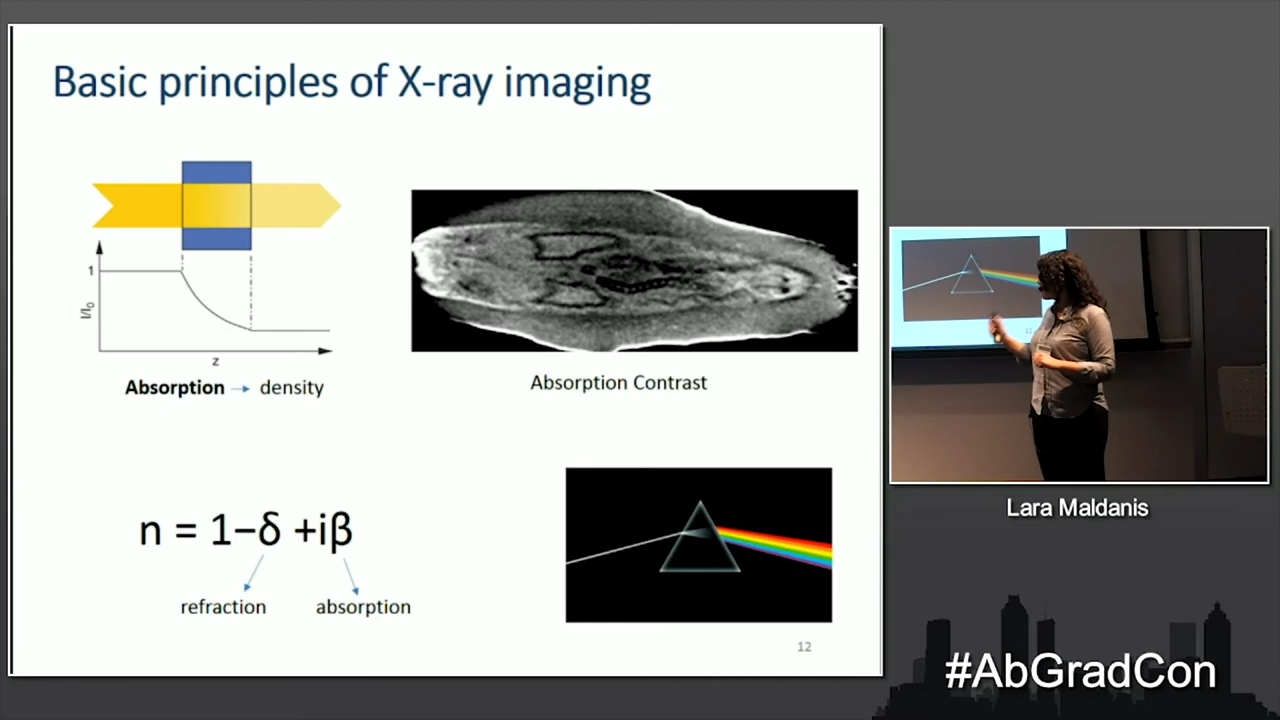 Basic principles of X-ray imaging
1
I/I₀
z
Absorption → density
Absorption Contrast
n = 1−δ +iβ
refraction
absorption
12
Lara Maldanis
#AbGradCon